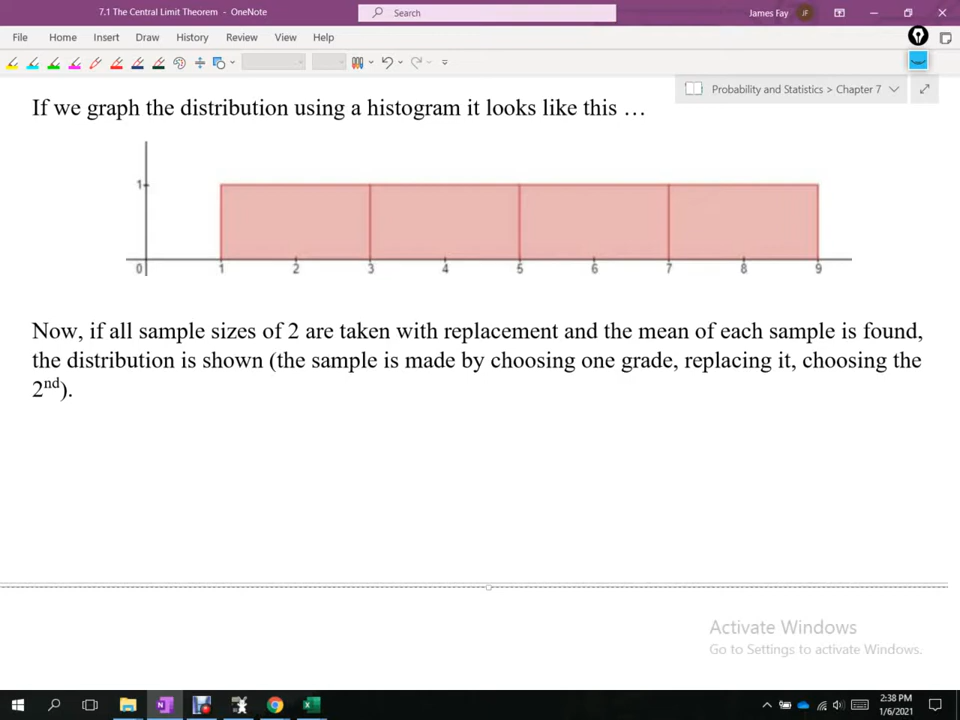 7.1 The Central Limit Theorem - OneNote
Search
James Fay
JF
File Home Insert Draw History Review View Help
Probability and Statistics > Chapter 7
If we graph the distribution using a histogram it looks like this …
1
0 1 2 3 4 5 6 7 8 9
Now, if all sample sizes of 2 are taken with replacement and the mean of each sample is found,
the distribution is shown (the sample is made by choosing one grade, replacing it, choosing the
2nd).
Activate Windows
Go to Settings to activate Windows.
2:38 PM
1/6/2021